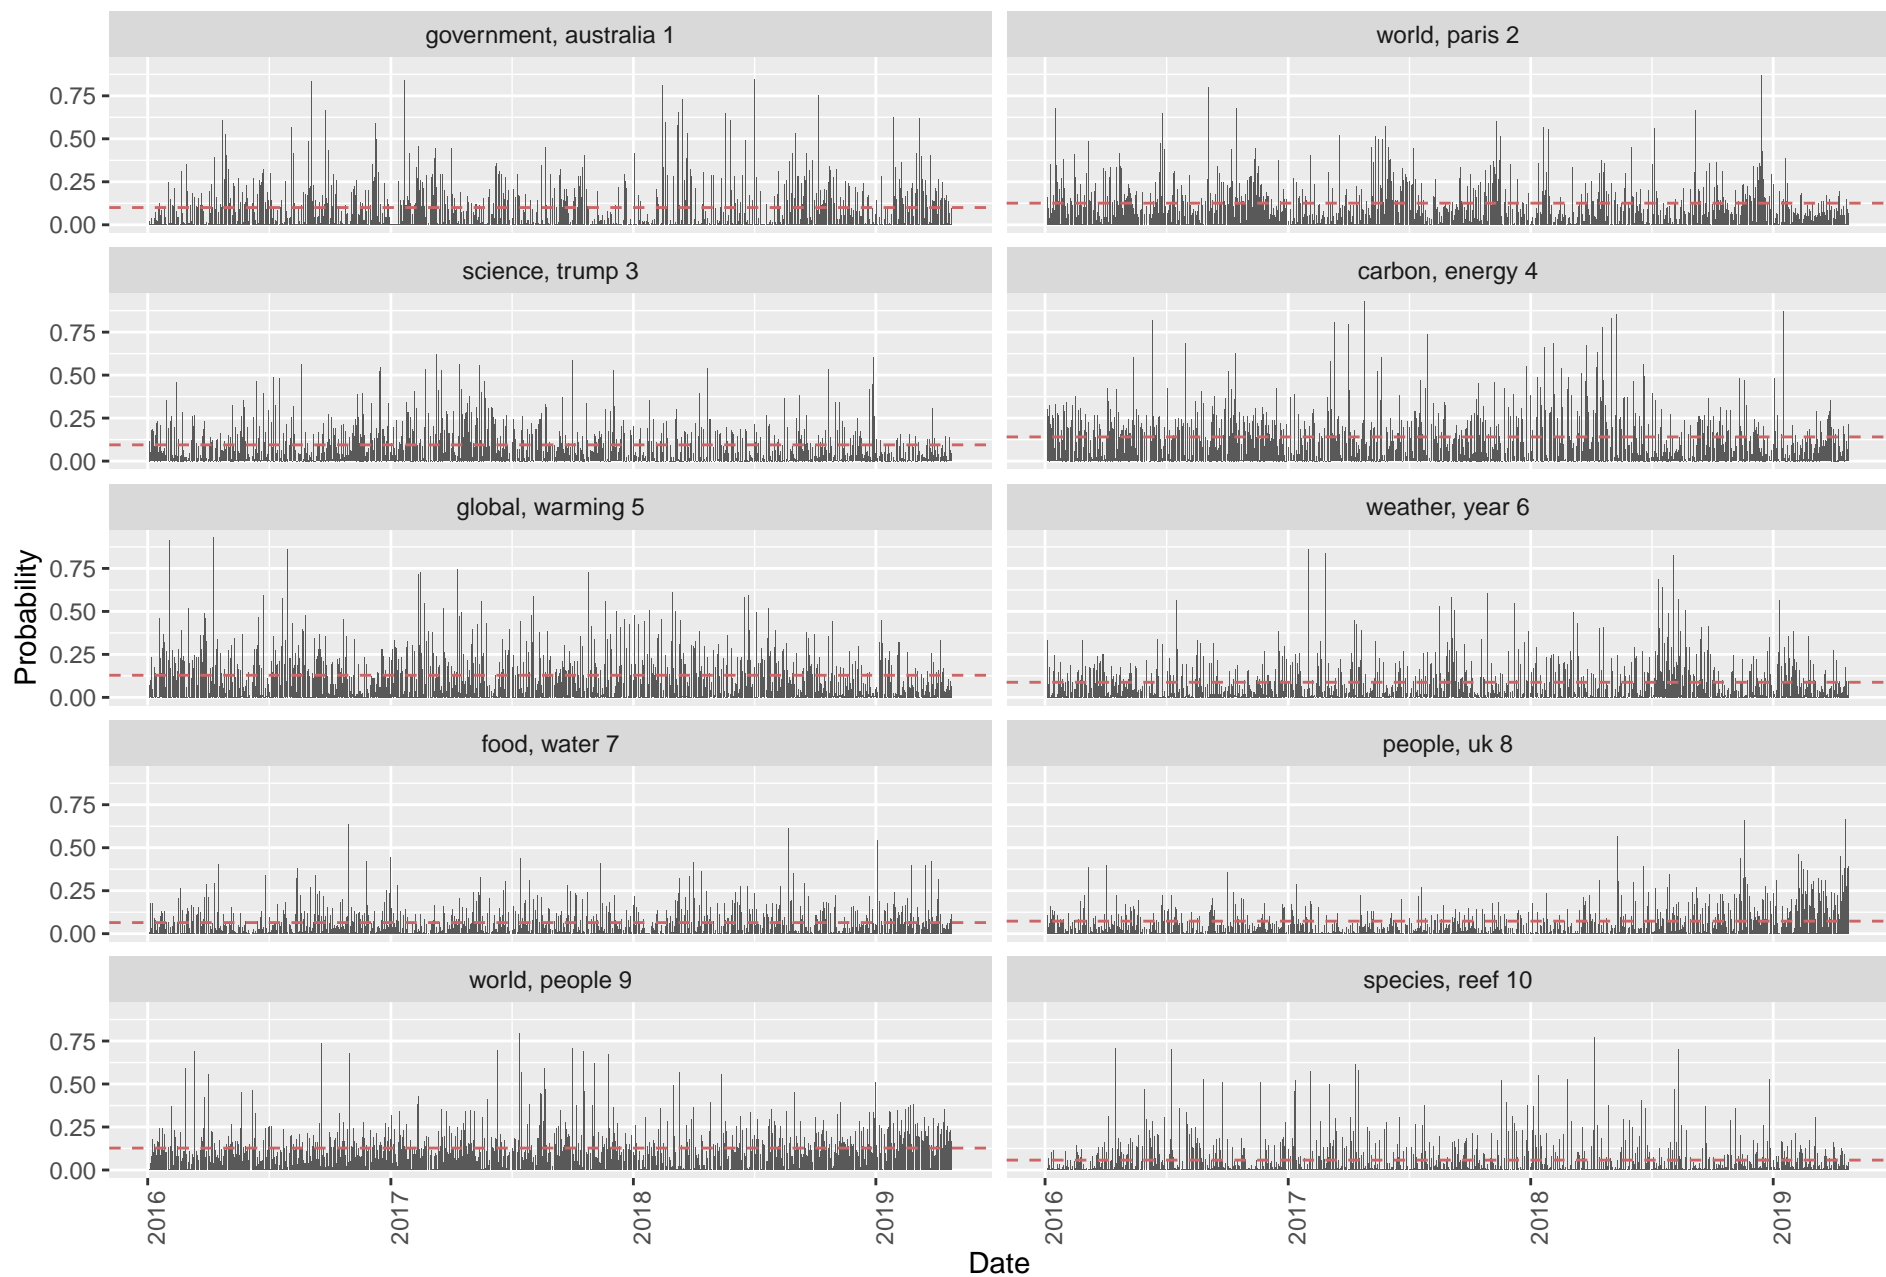 government, australia 1
world, paris 2
0.75
0.50
0.25
0.00
science, trump 3
carbon, energy 4
0.75
0.50
0.25
0.00
global, warming 5
weather, year 6
0.75
0.50
0.25
0.00
Probability
food, water 7
people, uk 8
0.75
0.50
0.25
0.00
world, people 9
species, reef 10
0.75
0.50
0.25
0.00
2016
2017
2018
2019
2016
2017
2018
2019
Date